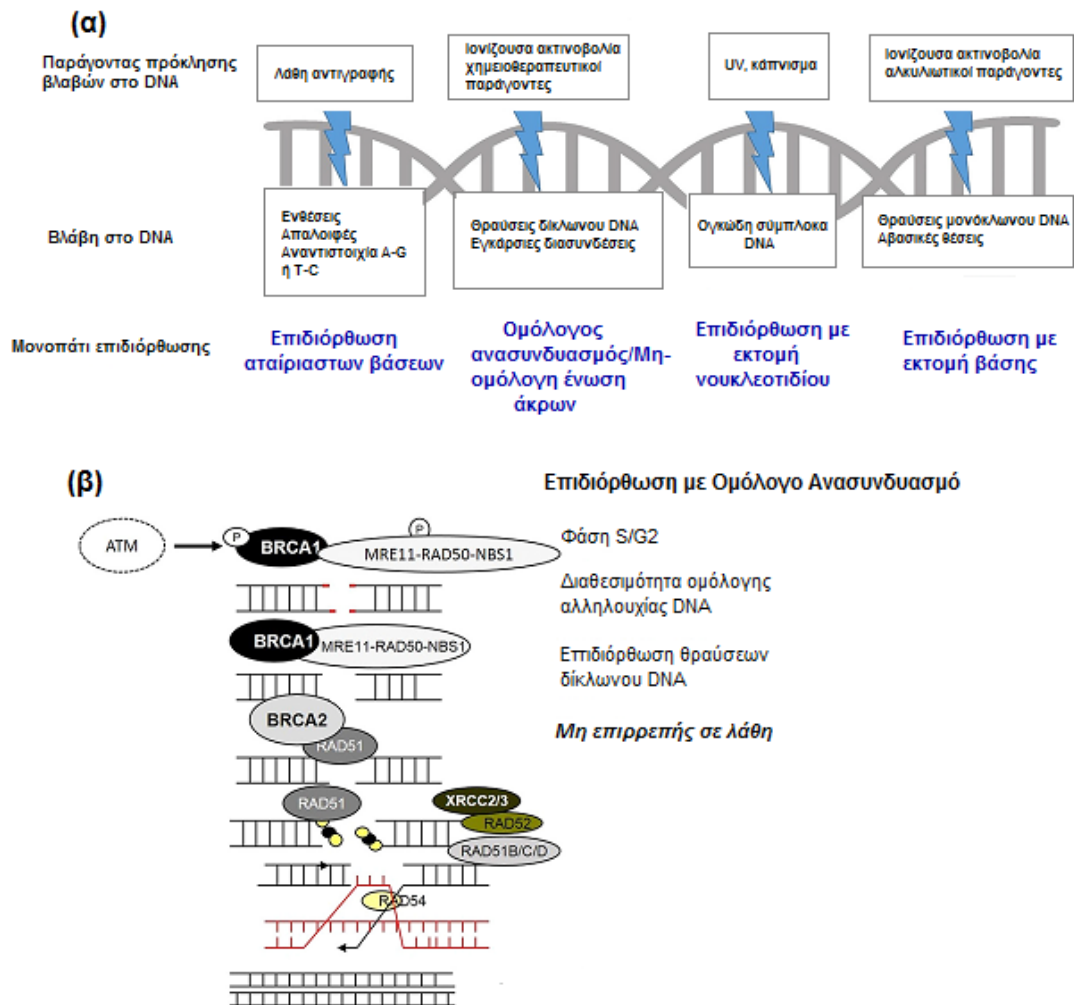 (α)
Παράγοντας πρόκλησης
βλαβών στο DNA
Λάθη αντιγραφής
Ιονίζουσα ακτινοβολία
χημειοθεραπευτικοί
παράγοντες
UV, κάπνισμα
Ιονίζουσα ακτινοβολία
αλκυλιωτικοί παράγοντες
Βλάβη στο DNA
Ενθέσεις
Απαλοιφές
Αναντιστοιχία A-G
ή T-C
Θραύσεις δίκλωνου DNA
Εγκάρσιες διασυνδέσεις
Ογκώδη σύμπλοκα
DNA
Θραύσεις μονόκλωνου DNA
Αβασικές θέσεις
Μονοπάτι επιδιόρθωσης
Επιδιόρθωση
αταίριαστων βάσεων
Ομόλογος
ανασυνδυασμός/Μη-
ομόλογη ένωση
άκρων
Επιδιόρθωση με
εκτομή
νουκλεοτιδίου
Επιδιόρθωση με
εκτομή βάσης
(β)
Επιδιόρθωση με Ομόλογο Ανασυνδυασμό
ATM
P
BRCA1
P
MRE11-RAD50-NBS1
Φάση S/G2
Διαθεσιμότητα ομόλογης
αλληλουχίας DNA
BRCA1
MRE11-RAD50-NBS1
Επιδιόρθωση θραύσεων
δίκλωνου DNA
BRCA2
RAD51
Μη επιρρεπής σε λάθη
RAD51
XRCC2/3
RAD52
RAD51B/C/D
RAD54